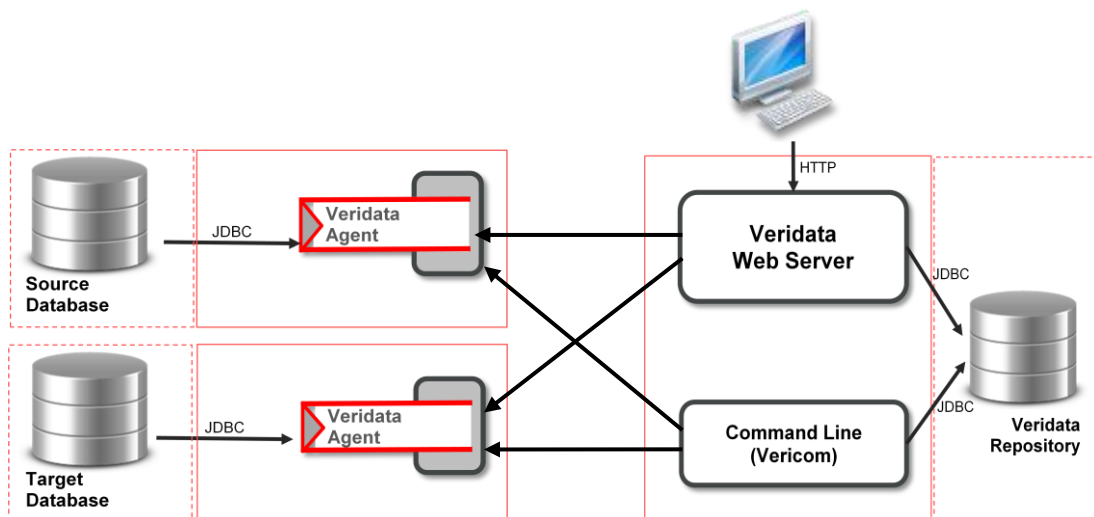 HTTP
Veridata
Agent
JDBC
Source
Database
Veridata
Web Server
JDBC
Veridata
Agent
JDBC
Target
Database
Command Line
(Vericom)
JDBC
Veridata
Repository